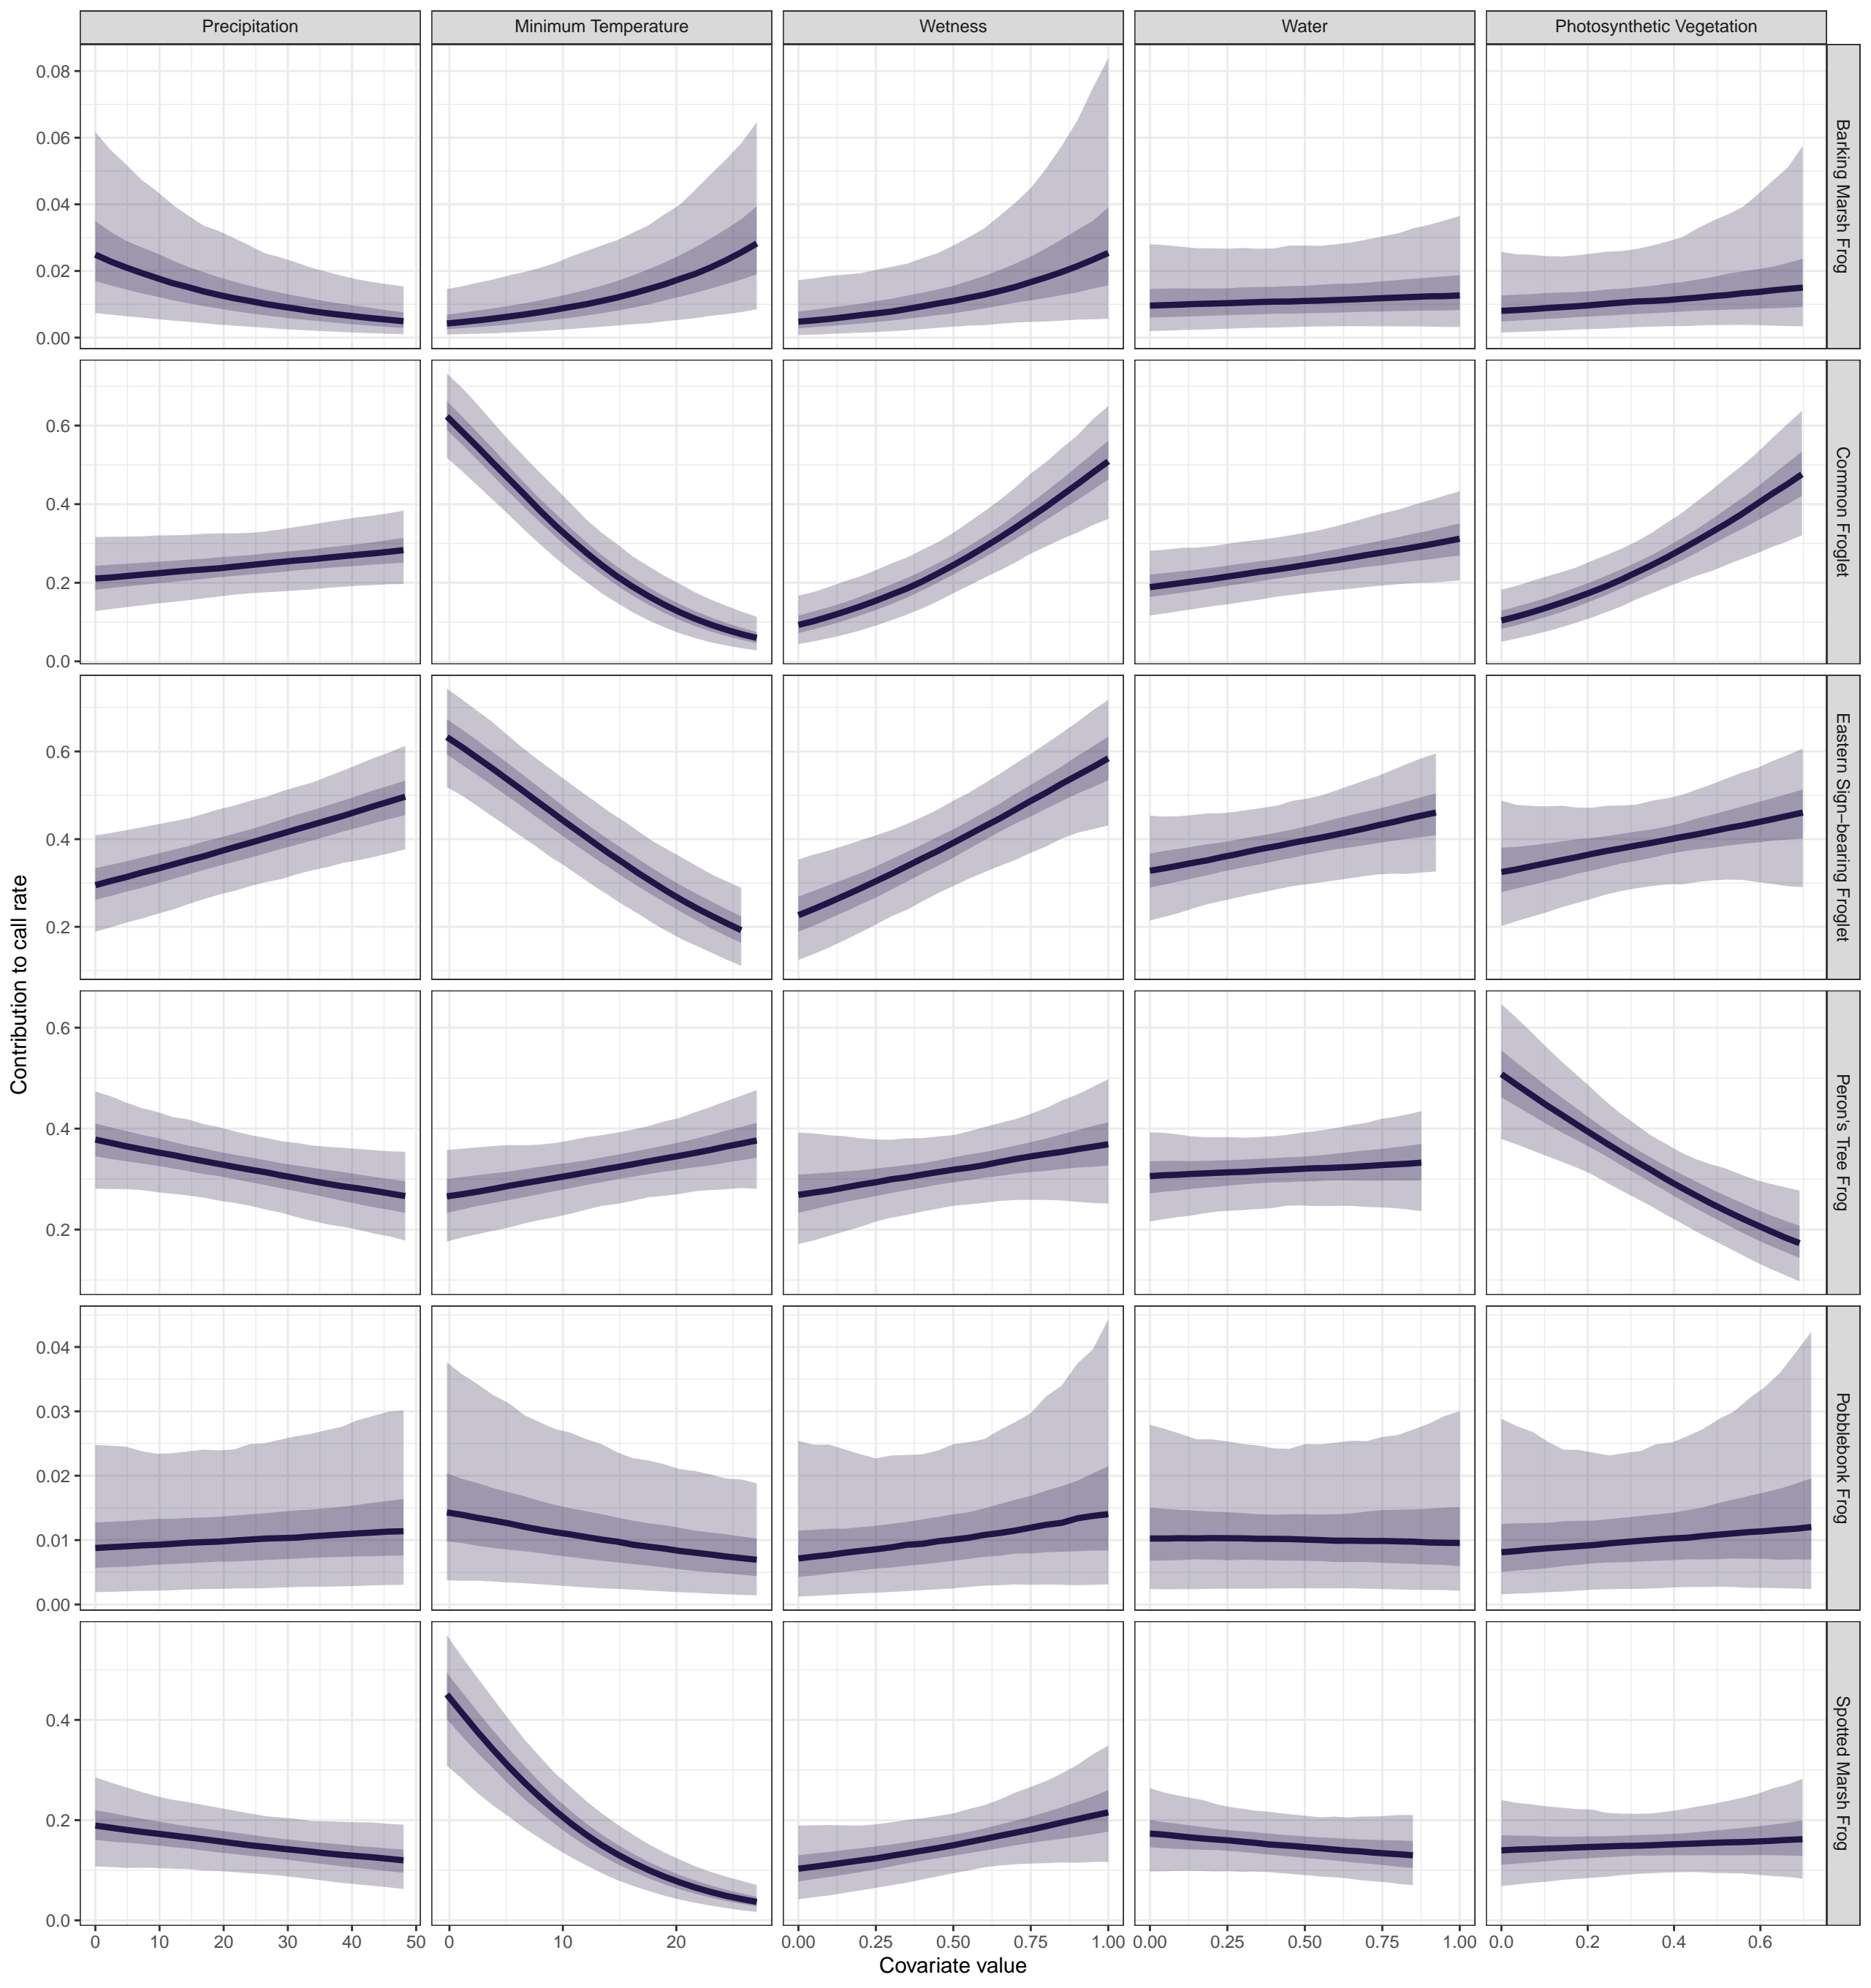 Precipitation Minimum Temperature Wetness Water Photosynthetic Vegetation
0.08
0.06
0.04
0.02
0.00
Barking Marsh Frog
0.6
0.4
0.2
0.0
Common Froglet
0.6
0.4
0.2
Eastern Sign−bearing Froglet
Contribution to call rate
0.6
0.4
0.2
Peron's Tree Frog
0.04
0.03
0.02
0.01
0.00
Pobblebonk Frog
0.4
0.2
0.0
Spotted Marsh Frog
0 10 20 30 40 50 0 10 20 0.00 0.25 0.50 0.75 1.00 0.00 0.25 0.50 0.75 1.00 0.0 0.2 0.4 0.6
Covariate value